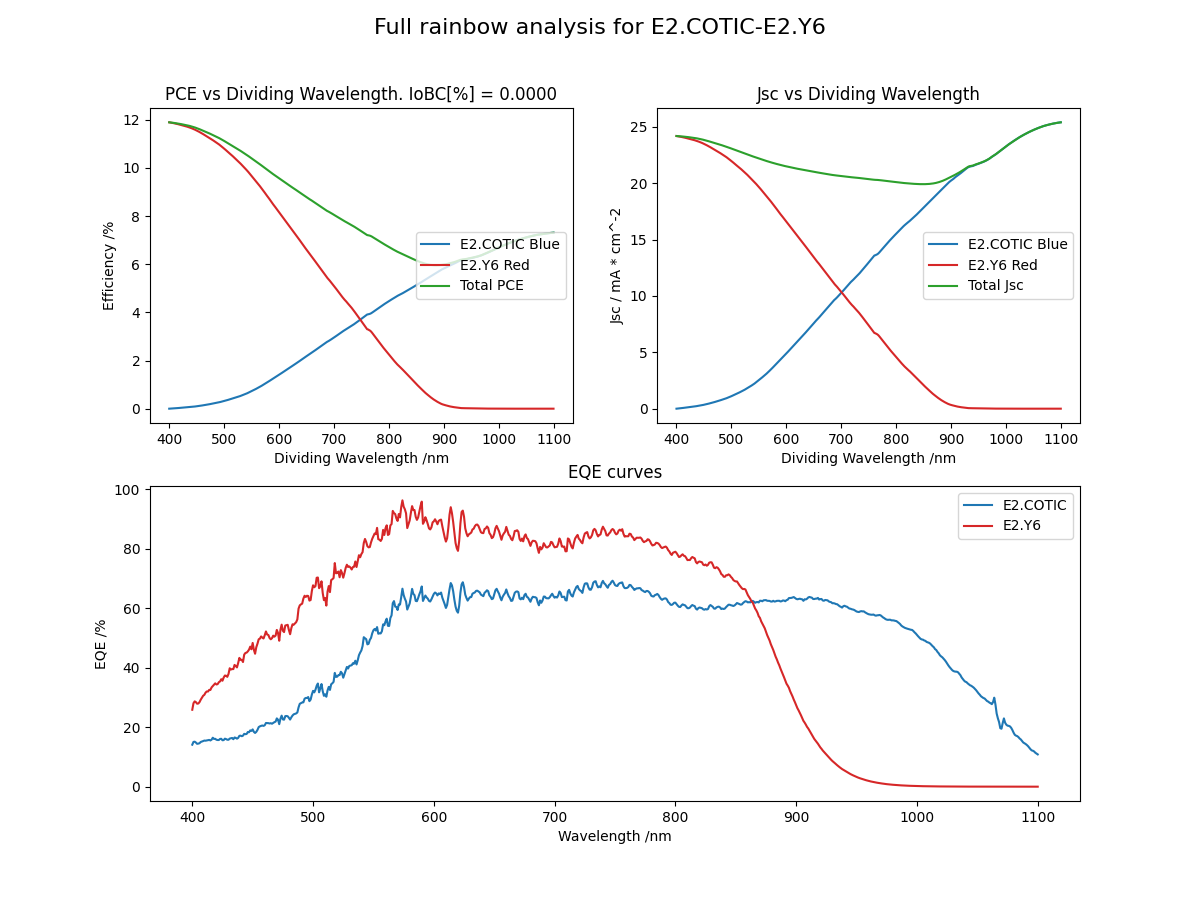 Full rainbow analysis for E2.COTIC-E2.Y6
PCE vs Dividing Wavelength. IoBC[%] = 0.0000
Efficiency /%
12
10
8
6
4
2
0
E2.COTIC Blue
E2.Y6 Red
Total PCE
400 500 600 700 800 900 1000 1100
Dividing Wavelength /nm
Jsc vs Dividing Wavelength
Jsc / mA * cm^-2
25
20
15
10
5
0
E2.COTIC Blue
E2.Y6 Red
Total Jsc
400 500 600 700 800 900 1000 1100
Dividing Wavelength /nm
EQE curves
EQE /%
100
80
60
40
20
0
E2.COTIC
E2.Y6
400 500 600 700 800 900 1000 1100
Wavelength /nm